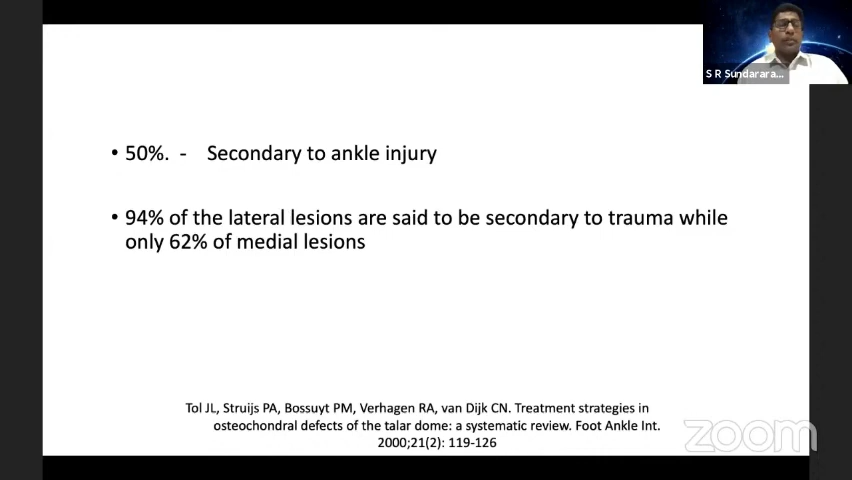 S R Sundarara...
• 50%. - Secondary to ankle injury
• 94% of the lateral lesions are said to be secondary to trauma while
only 62% of medial lesions
Tol JL, Struijs PA, Bossuyt PM, Verhagen RA, van Dijk CN. Treatment strategies in
osteochondral defects of the talar dome: a systematic review. Foot Ankle Int.
2000;21(2): 119-126
zoom